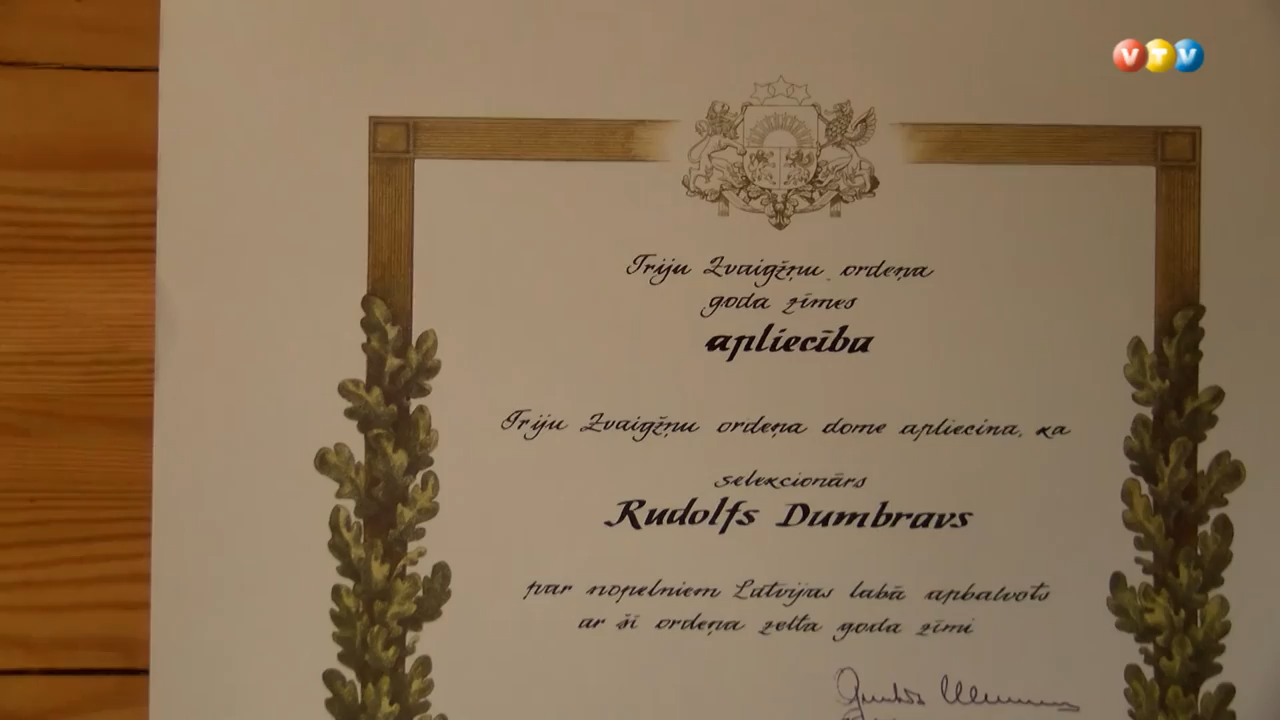 VTV
Triju Zvaigžņu ordeņa
goda zīmes
apliecība
Triju Zvaigžņu ordeņa dome apliecina, ka
selekcionārs
Rudolfs Dumbravs
par nopelniem Latvijas labā apbalvots
ar šī ordeņa zelta goda zīmi